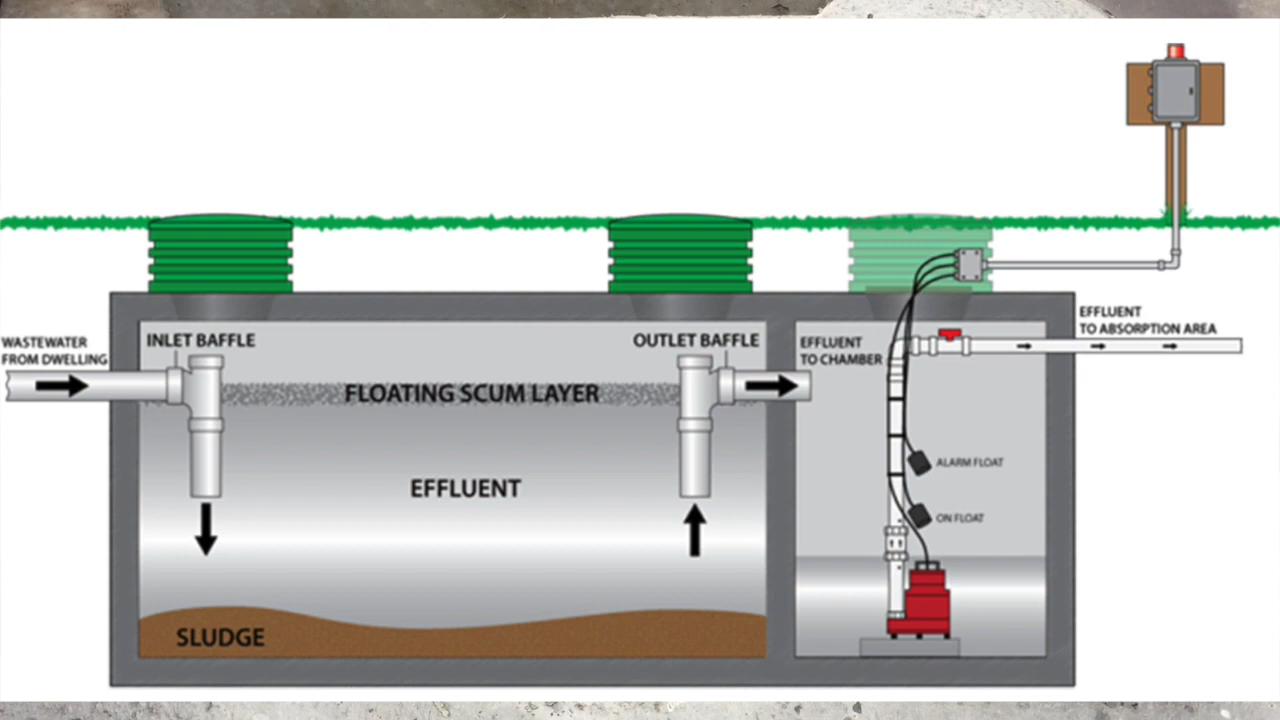 WASTEWATER
FROM DWELLING
INLET BAFFLE
FLOATING SCUM LAYER
OUTLET BAFFLE
EFFLUENT
TO CHAMBER
EFFLUENT
TO ABSORPTION AREA
ALARM FLOAT
EFFLUENT
ON FLOAT
SLUDGE